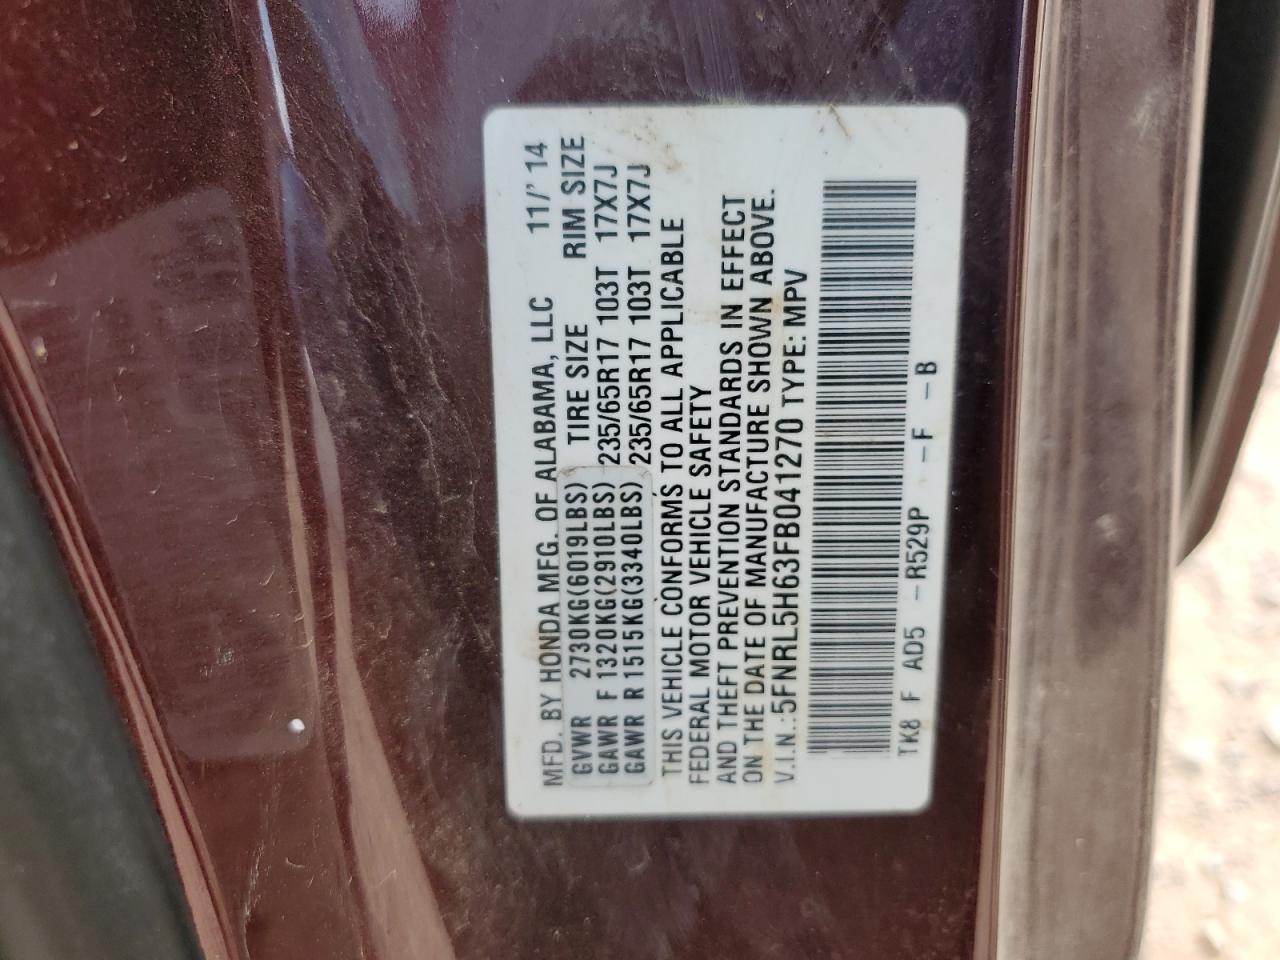 MFD. BY HONDA MFG. OF ALABAMA, LLC 11/' 14
GVWR 2730KG(6019LBS) TIRE SIZE RIM SIZE
GAWR F 1320KG(2910LBS) 235/65R17 103T 17X7J
GAWR R 1515KG(3340LBS) 235/65R17 103T 17X7J
THIS VEHICLE CONFORMS TO ALL APPLICABLE
FEDERAL MOTOR VEHICLE SAFETY
AND THEFT PREVENTION STANDARDS IN EFFECT
ON THE DATE OF MANUFACTURE SHOWN ABOVE.
V.I.N.:5FNRL5H63FB041270 TYPE: MPV
TK8 F AD5 -R529P -F -B